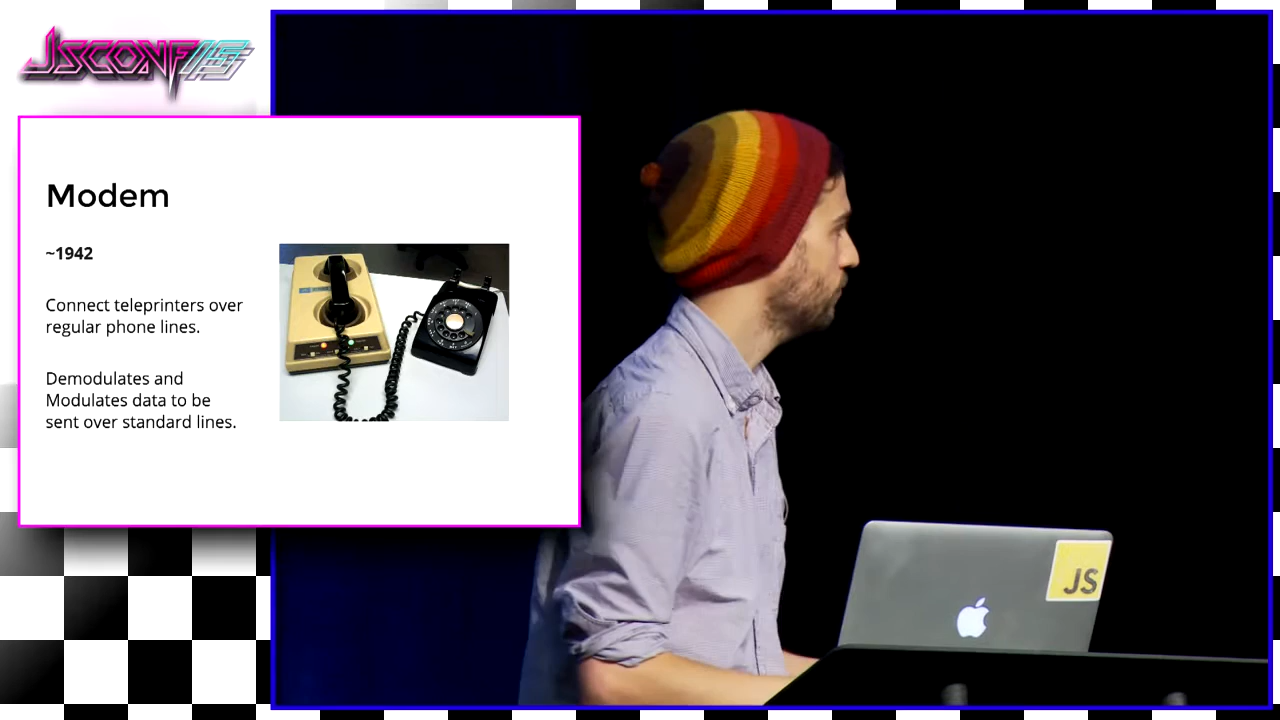 JSCONF15
Modem
~1942
Connect teleprinters over
regular phone lines.
Demodulates and
Modulates data to be
sent over standard lines.
JS